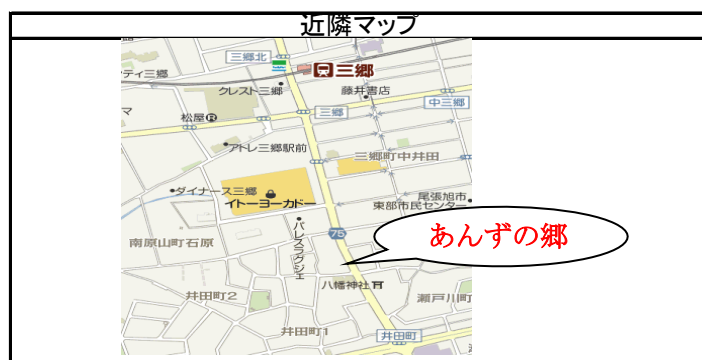 近隣マップ
三郷北
ティ三郷
三郷
クレスト三郷
藤井書店
中三郷
マ
松屋R
三郷
アトレ三郷駅前
三郷町中井田
ダイナース三郷
イトーヨーカドー
尾張旭市
東部市民センター
75
あんずの郷
南原山町石原
パレスラグジェ
八幡神社
井田町2
瀬戸川町
井田町1
井田町